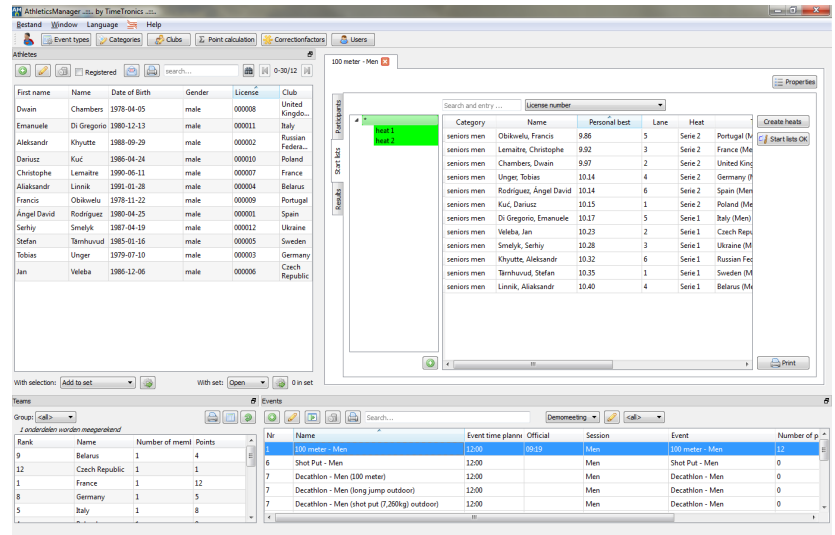 AthleticsManager ..::.. by TimeTronics ..::..
Bestand Window Language Help
Event types Categories Clubs Σ Point calculation Correctionfactors Users
Athletes
Registered search... 0-30/12
First name Name Date of Birth Gender License Club
Dwain Chambers 1978-04-05 male 000008 United Kingdo...
Emanuele Di Gregorio 1980-12-13 male 000011 Italy
Aleksandr Khyutte 1988-09-29 male 000002 Russian Federa...
Dariusz Kuć 1986-04-24 male 000010 Poland
Christophe Lemaitre 1990-06-11 male 000007 France
Aliaksandr Linnik 1991-01-28 male 000004 Belarus
Francis Obikwelu 1978-11-22 male 000009 Portugal
Ángel David Rodríguez 1980-04-25 male 000001 Spain
Serhiy Smelyk 1987-04-19 male 000012 Ukraine
Stefan Tärnhuvud 1985-01-16 male 000005 Sweden
Tobias Unger 1979-07-10 male 000003 Germany
Jan Veleba 1986-12-06 male 000006 Czech Republic
With selection: Add to set With set: Open 0 in set
100 meter - Men
Properties
Participants
Start lists
Results
*
heat 1
heat 2
Search and entry ... License number
Category Name Personal best Lane Heat
seniors men Obikwelu, Francis 9.86 5 Serie 2 Portugal (M
seniors men Lemaitre, Christophe 9.92 3 Serie 2 France (Me
seniors men Chambers, Dwain 9.97 2 Serie 2 United King
seniors men Unger, Tobias 10.14 4 Serie 2 Germany (M
seniors men Rodríguez, Ángel David 10.14 6 Serie 2 Spain (Men
seniors men Kuć, Dariusz 10.15 1 Serie 2 Poland (Me
seniors men Di Gregorio, Emanuele 10.17 5 Serie 1 Italy (Men)
seniors men Veleba, Jan 10.23 2 Serie 1 Czech Repu
seniors men Smelyk, Serhiy 10.28 3 Serie 1 Ukraine (M
seniors men Khyutte, Aleksandr 10.32 6 Serie 1 Russian Fed
seniors men Tärnhuvud, Stefan 10.35 1 Serie 1 Sweden (M
seniors men Linnik, Aliaksandr 10.40 4 Serie 1 Belarus (Me
Create heats
Start lists OK
Print
Teams
Group: <all>
1 onderdelen worden meegerekend
Rank Name Number of meml Points
9 Belarus 1 4
12 Czech Republic 1 1
1 France 1 12
8 Germany 1 5
5 Italy 1 8
Events
Search... Demomeeting <all>
Nr Name Event time plann Official Session Event Number of p
1 100 meter - Men 12:00 09:19 Men 100 meter - Men 12
6 Shot Put - Men 12:00 Men Shot Put - Men 0
7 Decathlon - Men (100 meter) 12:00 Men Decathlon - Men 0
7 Decathlon - Men (long jump outdoor) 12:00 Men Decathlon - Men 0
7 Decathlon - Men (shot put (7,260kg) outdoor) 12:00 Men Decathlon - Men 0